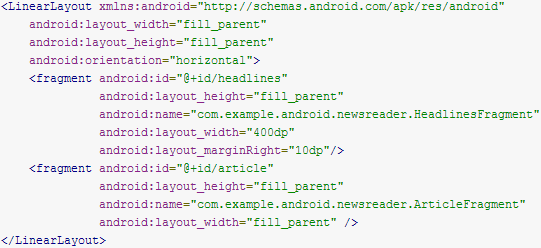 <LinearLayout xmlns:android="http://schemas.android.com/apk/res/android"
    android:layout_width="fill_parent"
    android:layout_height="fill_parent"
    android:orientation="horizontal">
    <fragment android:id="@+id/headlines"
              android:layout_height="fill_parent"
              android:name="com.example.android.newsreader.HeadlinesFragment"
              android:layout_width="400dp"
              android:layout_marginRight="10dp"/>
    <fragment android:id="@+id/article"
              android:layout_height="fill_parent"
              android:name="com.example.android.newsreader.ArticleFragment"
              android:layout_width="fill_parent" />
</LinearLayout>